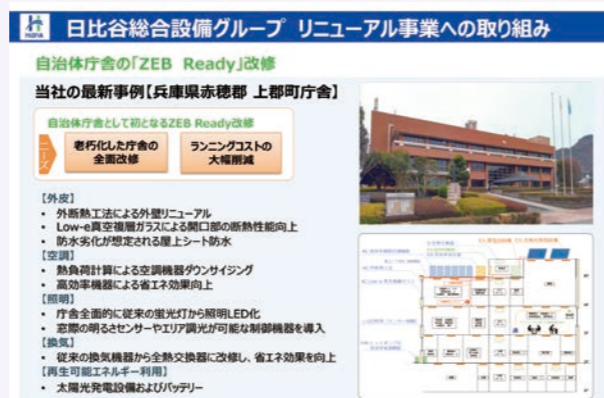 HIBIYA
日比谷総合設備グループ リニューアル事業への取り組み
自治体庁舎の「ZEB Ready」改修
当社の最新事例【兵庫県赤穂郡 上郡町庁舎】
自治体庁舎として初となるZEB Ready改修
ニーズ
老朽化した庁舎の
全面改修
ランニングコストの
大幅削減
【外皮】
• 外断熱工法による外壁リニューアル
• Low-e真空複層ガラスによる開口部の断熱性能向上
• 防水劣化が想定される屋上シート防水
【空調】
• 熱負荷計算による空調機器ダウンサイジング
• 高効率機器による省エネ効果向上
【照明】
• 庁舎全面的に従来の蛍光灯から照明LED化
• 窓際の明るさセンサーやエリア調光が可能な制御機器を導入
【換気】
• 従来の換気機器から全熱交換器に改修し、省エネ効果を向上
【再生可能エネルギー利用】
• 太陽光発電設備およびバッテリー